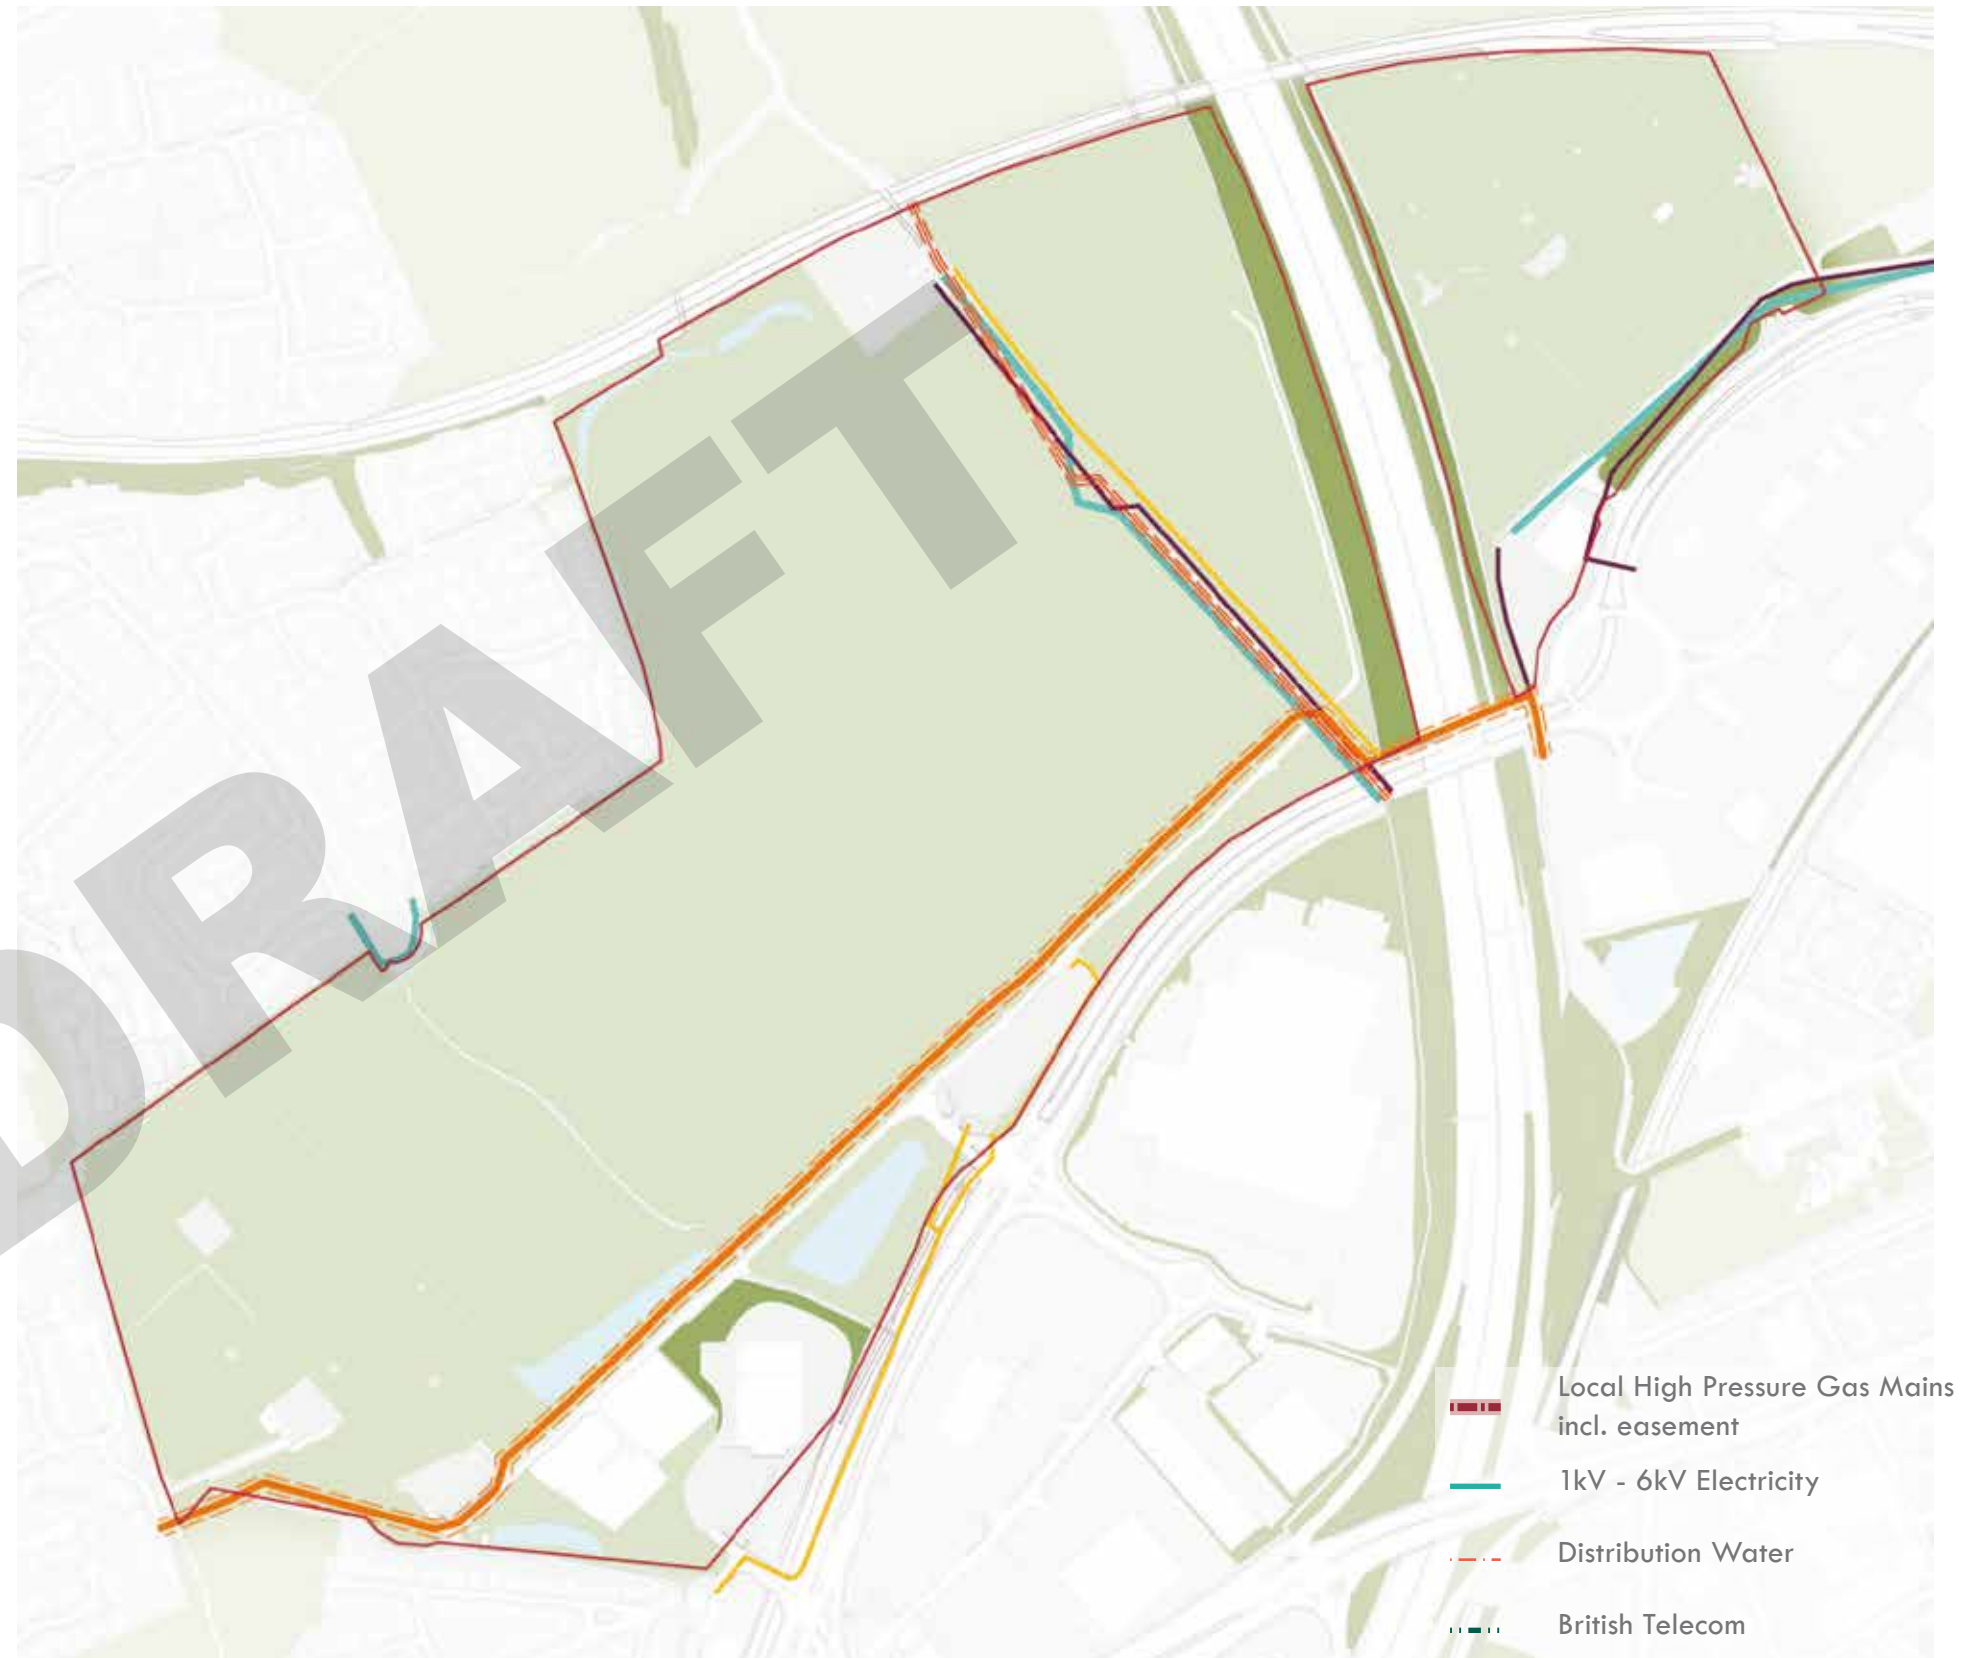 DRAFT
Local High Pressure Gas Mains
incl. easement
1kV - 6kV Electricity
Distribution Water
British Telecom